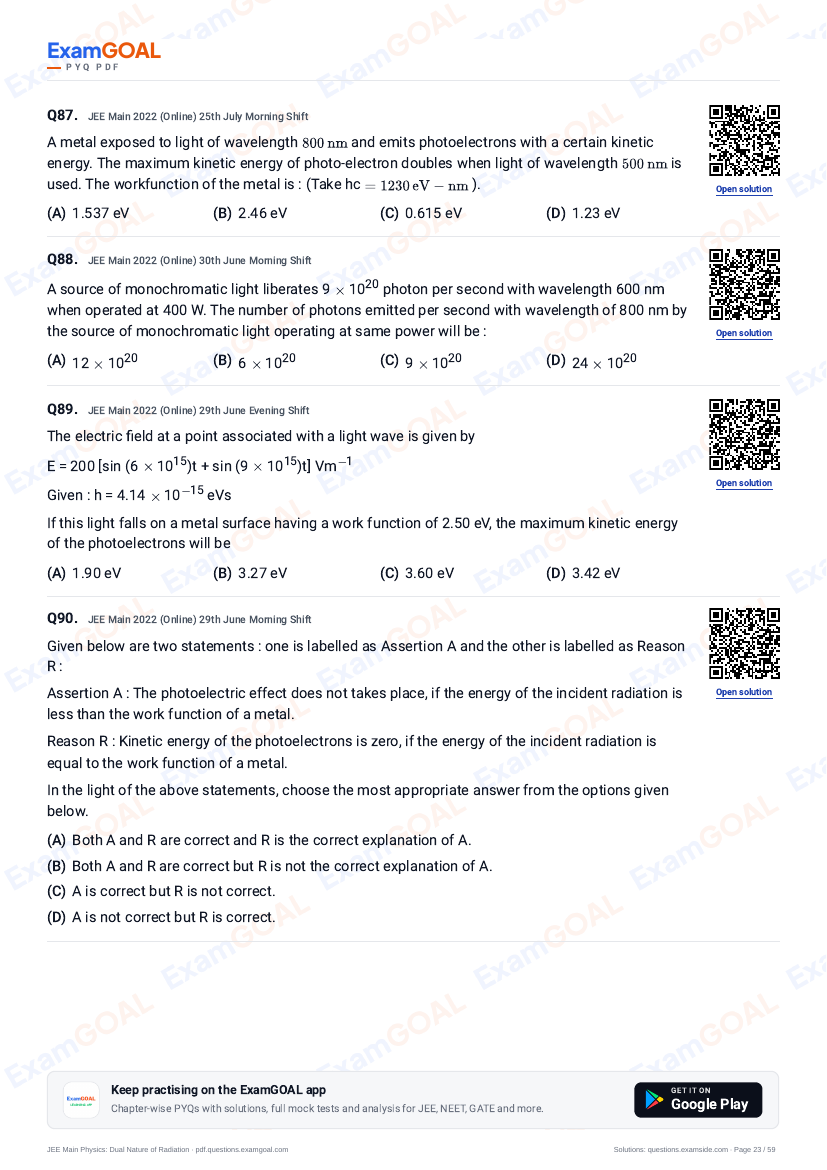 ExamGOAL
PYQ PDF
Q87. JEE Main 2022 (Online) 25th July Morning Shift
A metal exposed to light of wavelength 800 nm and emits photoelectrons with a certain kinetic
energy. The maximum kinetic energy of photo-electron doubles when light of wavelength 500 nm is
used. The workfunction of the metal is : (Take hc = 1230 eV − nm ).
(A) 1.537 eV (B) 2.46 eV (C) 0.615 eV (D) 1.23 eV
Open solution
Q88. JEE Main 2022 (Online) 30th June Morning Shift
A source of monochromatic light liberates 9 × 10²⁰ photon per second with wavelength 600 nm
when operated at 400 W. The number of photons emitted per second with wavelength of 800 nm by
the source of monochromatic light operating at same power will be :
(A) 12 × 10²⁰ (B) 6 × 10²⁰ (C) 9 × 10²⁰ (D) 24 × 10²⁰
Open solution
Q89. JEE Main 2022 (Online) 29th June Evening Shift
The electric field at a point associated with a light wave is given by
E = 200 [sin (6 × 10¹⁵)t + sin (9 × 10¹⁵)t] Vm⁻¹
Given : h = 4.14 × 10⁻¹⁵ eVs
If this light falls on a metal surface having a work function of 2.50 eV, the maximum kinetic energy
of the photoelectrons will be
(A) 1.90 eV (B) 3.27 eV (C) 3.60 eV (D) 3.42 eV
Open solution
Q90. JEE Main 2022 (Online) 29th June Morning Shift
Given below are two statements : one is labelled as Assertion A and the other is labelled as Reason
R :
Assertion A : The photoelectric effect does not takes place, if the energy of the incident radiation is
less than the work function of a metal.
Reason R : Kinetic energy of the photoelectrons is zero, if the energy of the incident radiation is
equal to the work function of a metal.
In the light of the above statements, choose the most appropriate answer from the options given
below.
(A) Both A and R are correct and R is the correct explanation of A.
(B) Both A and R are correct but R is not the correct explanation of A.
(C) A is correct but R is not correct.
(D) A is not correct but R is correct.
Open solution
ExamGOAL
Keep practising on the ExamGOAL app
Chapter-wise PYQs with solutions, full mock tests and analysis for JEE, NEET, GATE and more.
GET IT ON
Google Play
JEE Main Physics: Dual Nature of Radiation · pdf.questions.examgoal.com
Solutions: questions.examside.com · Page 23 / 59